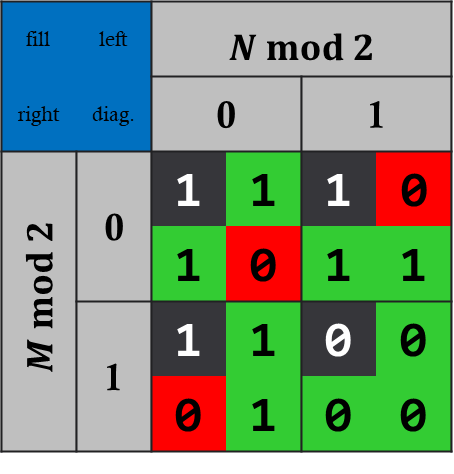 fill left
N mod 2
right diag.
0 1
1 1 1 0
0
1 0 1 1
M mod 2
1 1 0 0
1
0 1 0 0